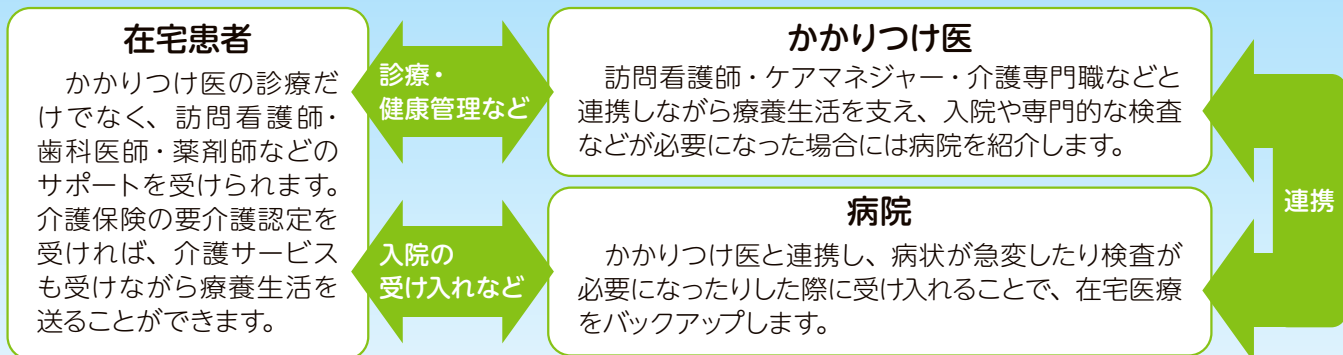 在宅患者
かかりつけ医の診療だ
けでなく、訪問看護師・
歯科医師・薬剤師などの
サポートを受けられます。
介護保険の要介護認定を
受ければ、介護サービス
も受けながら療養生活を
送ることができます。
診療・
健康管理など
入院の
受け入れなど
かかりつけ医
訪問看護師・ケアマネジャー・介護専門職などと
連携しながら療養生活を支え、入院や専門的な検査
などが必要になった場合には病院を紹介します。
病院
かかりつけ医と連携し、病状が急変したり検査が
必要になったりした際に受け入れることで、在宅医療
をバックアップします。
連携